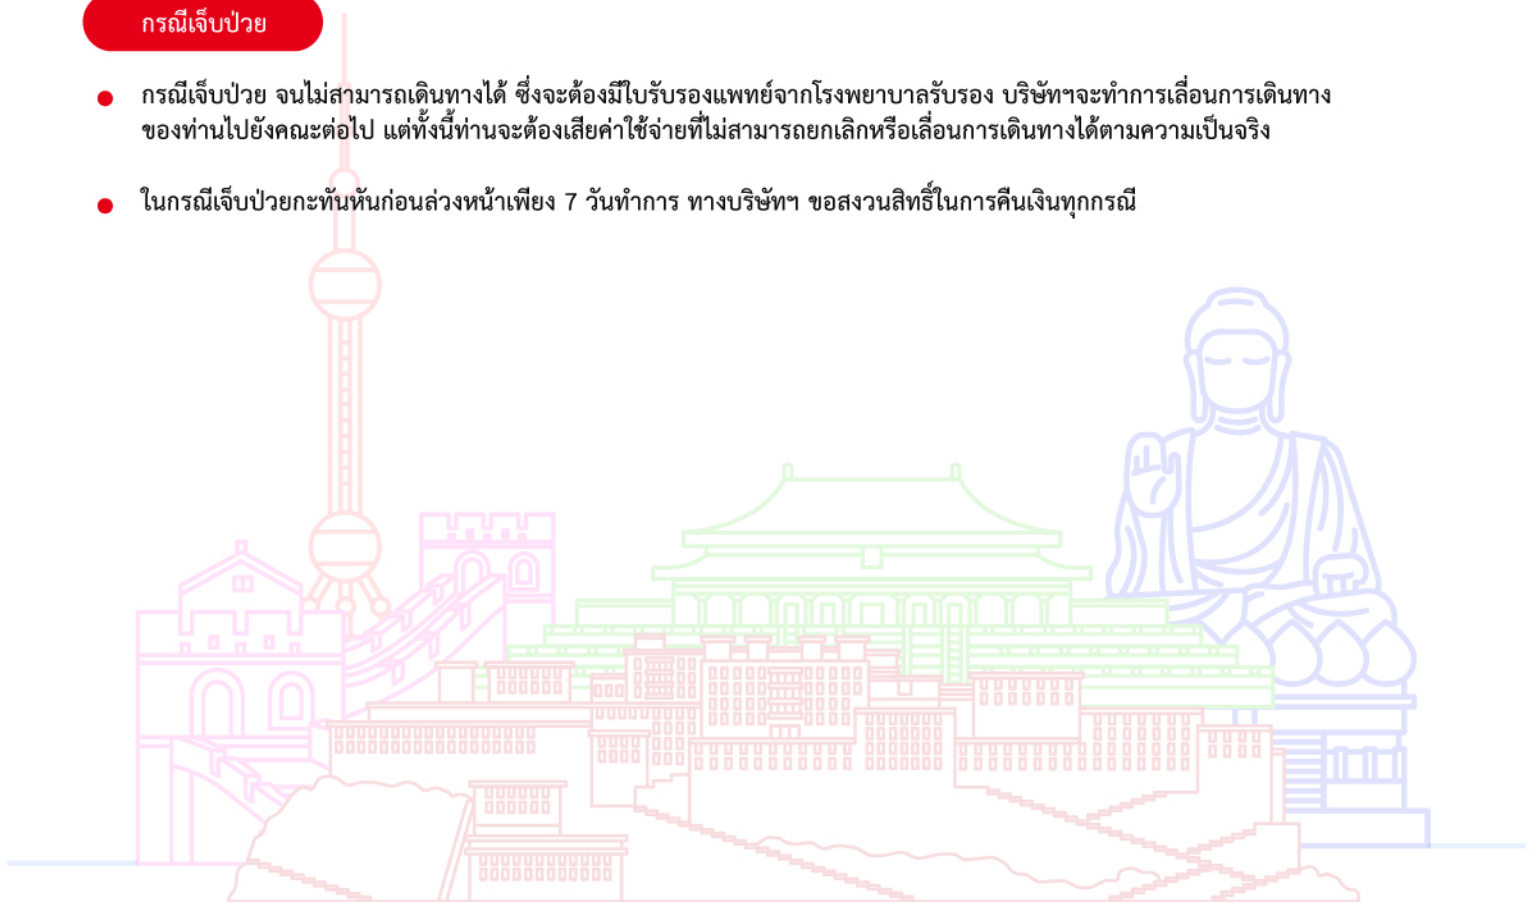 กรณีเจ็บป่วย
กรณีเจ็บป่วย จนไม่สามารถเดินทางได้ ซึ่งจะต้องมีใบรับรองแพทย์จากโรงพยาบาลรับรอง บริษัทฯจะทำการเลื่อนการเดินทาง
ของท่านไปยังคณะต่อไป แต่ทั้งนี้ท่านจะต้องเสียค่าใช้จ่ายที่ไม่สามารถยกเลิกหรือเลื่อนการเดินทางได้ตามความเป็นจริง
ในกรณีเจ็บป่วยกะทันหันก่อนล่วงหน้าเพียง 7 วันทำการ ทางบริษัทฯ ขอสงวนสิทธิ์ในการคืนเงินทุกกรณี